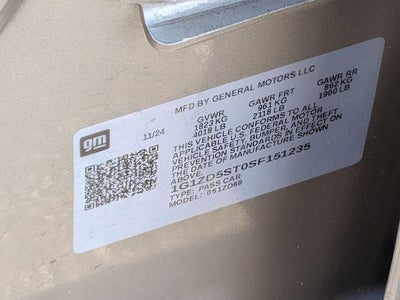 gm
MFD BY GENERAL MOTORS LLC
11/24
GVWR GAWR FRT GAWR RR
1823 KG 961 KG 862 KG
4018 LB 2118 LB 1900 LB
THIS VEHICLE CONFORMS TO ALL
APPLICABLE U.S. FEDERAL MOTOR
VEHICLE SAFETY, BUMPER, AND THEFT
PREVENTION STANDARDS IN EFFECT ON
THE DATE OF MANUFACTURE SHOWN
ABOVE.
1G1ZD5ST0SF151235
TYPE: PASS CAR
MODEL: 051ZD69